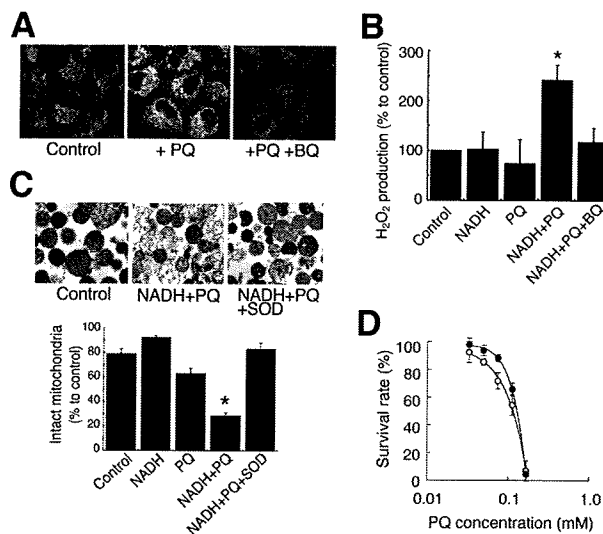 A
Control
+ PQ
+PQ +BQ
B
H₂O₂ production (% to control)
300
200
100
0
*
Control
NADH
PQ
NADH+PQ
NADH+PQ+BQ
C
Control
NADH+PQ
NADH+PQ
+SOD
Intact mitochondria
(% to control)
100
80
60
40
20
0
*
Control
NADH
PQ
NADH+PQ
NADH+PQ+SOD
D
Survival rate (%)
100
80
60
40
20
0
0.01
0.1
1.0
PQ concentration (mM)